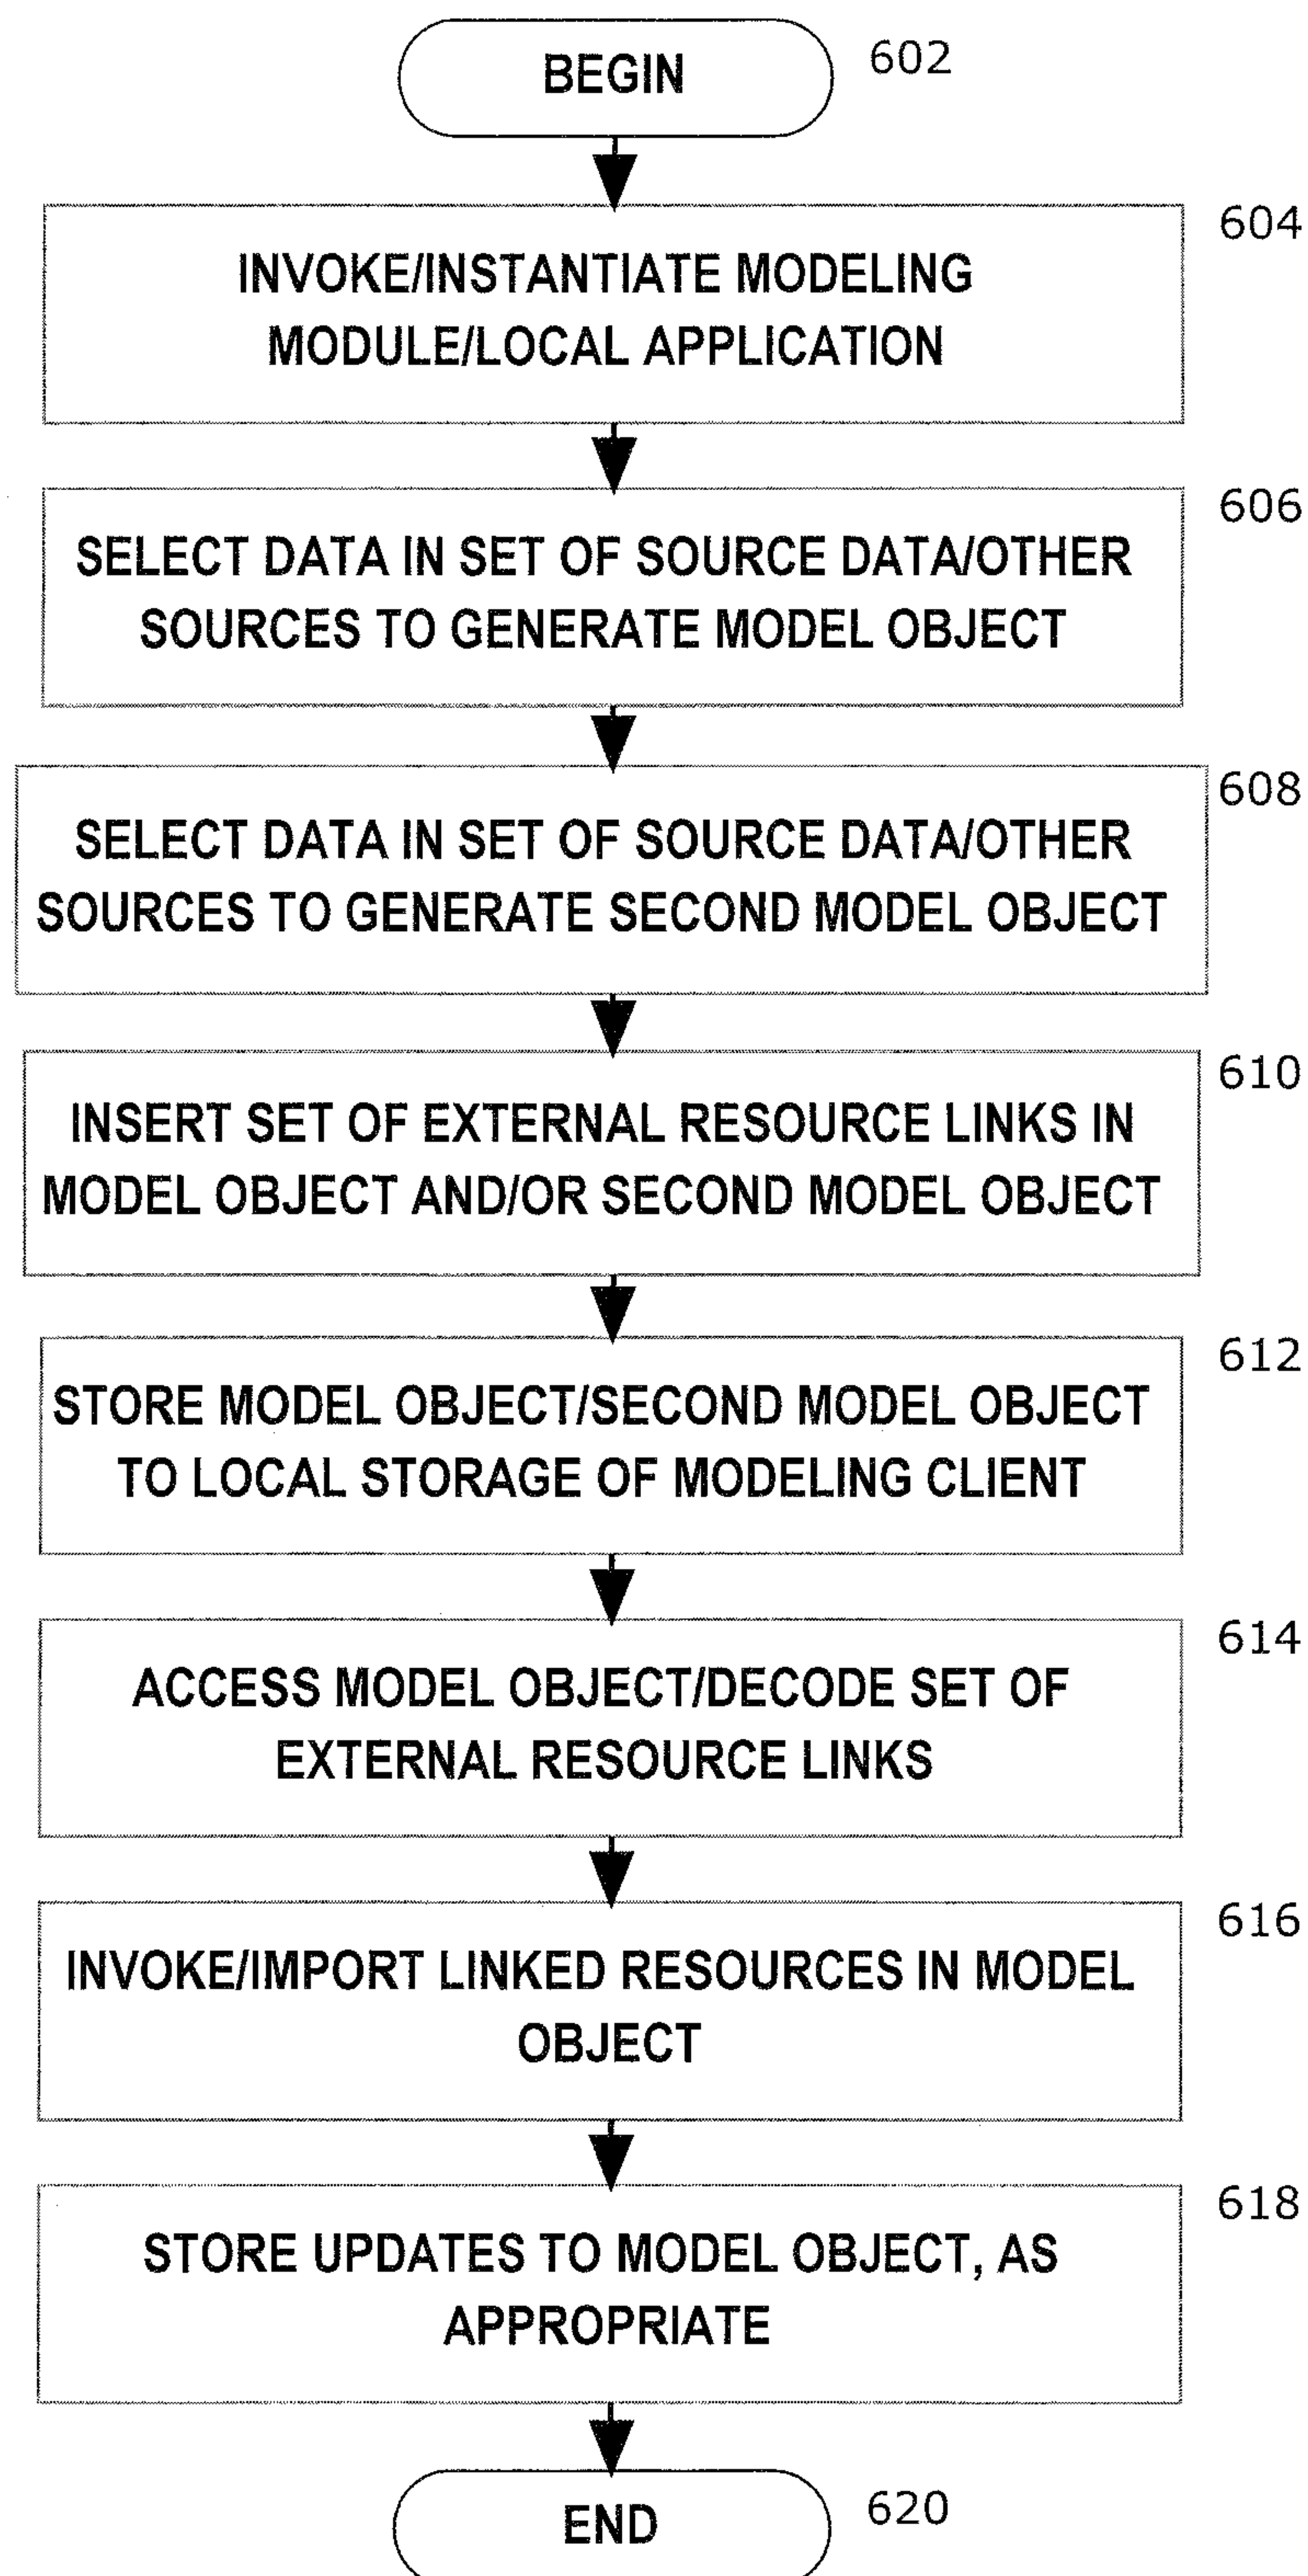 BEGIN
602
INVOKE/INSTANTIATE MODELING
MODULE/LOCAL APPLICATION
604
SELECT DATA IN SET OF SOURCE DATA/OTHER
SOURCES TO GENERATE MODEL OBJECT
606
SELECT DATA IN SET OF SOURCE DATA/OTHER
SOURCES TO GENERATE SECOND MODEL OBJECT
608
INSERT SET OF EXTERNAL RESOURCE LINKS IN
MODEL OBJECT AND/OR SECOND MODEL OBJECT
610
STORE MODEL OBJECT/SECOND MODEL OBJECT
TO LOCAL STORAGE OF MODELING CLIENT
612
ACCESS MODEL OBJECT/DECODE SET OF
EXTERNAL RESOURCE LINKS
614
INVOKE/IMPORT LINKED RESOURCES IN MODEL
OBJECT
616
STORE UPDATES TO MODEL OBJECT, AS
APPROPRIATE
618
END
620